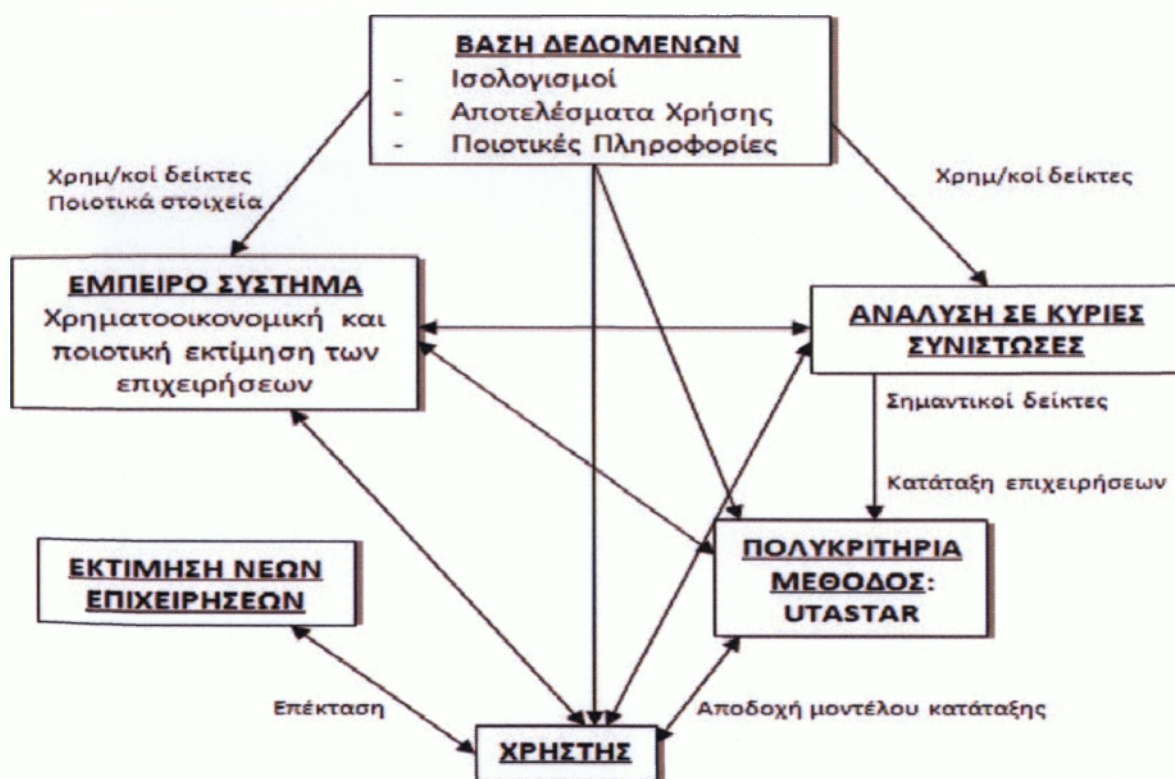 ΒΑΣΗ ΔΕΔΟΜΕΝΩΝ
- Ισολογισμοί
- Αποτελέσματα Χρήσης
- Ποιοτικές Πληροφορίες
Χρημ/κοί δείκτες
Ποιοτικά στοιχεία
Χρημ/κοί δείκτες
ΕΜΠΕΙΡΟ ΣΥΣΤΗΜΑ
Χρηματοοικονομική και
ποιοτική εκτίμηση των
επιχειρήσεων
ΑΝΑΛΥΣΗ ΣΕ ΚΥΡΙΕΣ
ΣΥΝΙΣΤΩΣΕΣ
Σημαντικοί δείκτες
Κατάταξη επιχειρήσεων
ΕΚΤΙΜΗΣΗ ΝΕΩΝ
ΕΠΙΧΕΙΡΗΣΕΩΝ
ΠΟΛΥΚΡΙΤΗΡΙΑ
ΜΕΘΟΔΟΣ:
UTASTAR
Επέκταση
Αποδοχή μοντέλου κατάταξης
ΧΡΗΣΤΗΣ